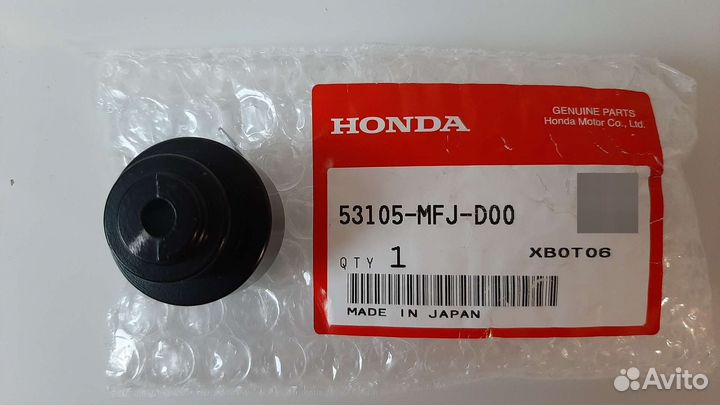 GENUINE PARTS
Honda Motor Co., Ltd.
HONDA
53105-MFJ-D00
QTY 1
XB0T06
MADE IN JAPAN
Avito